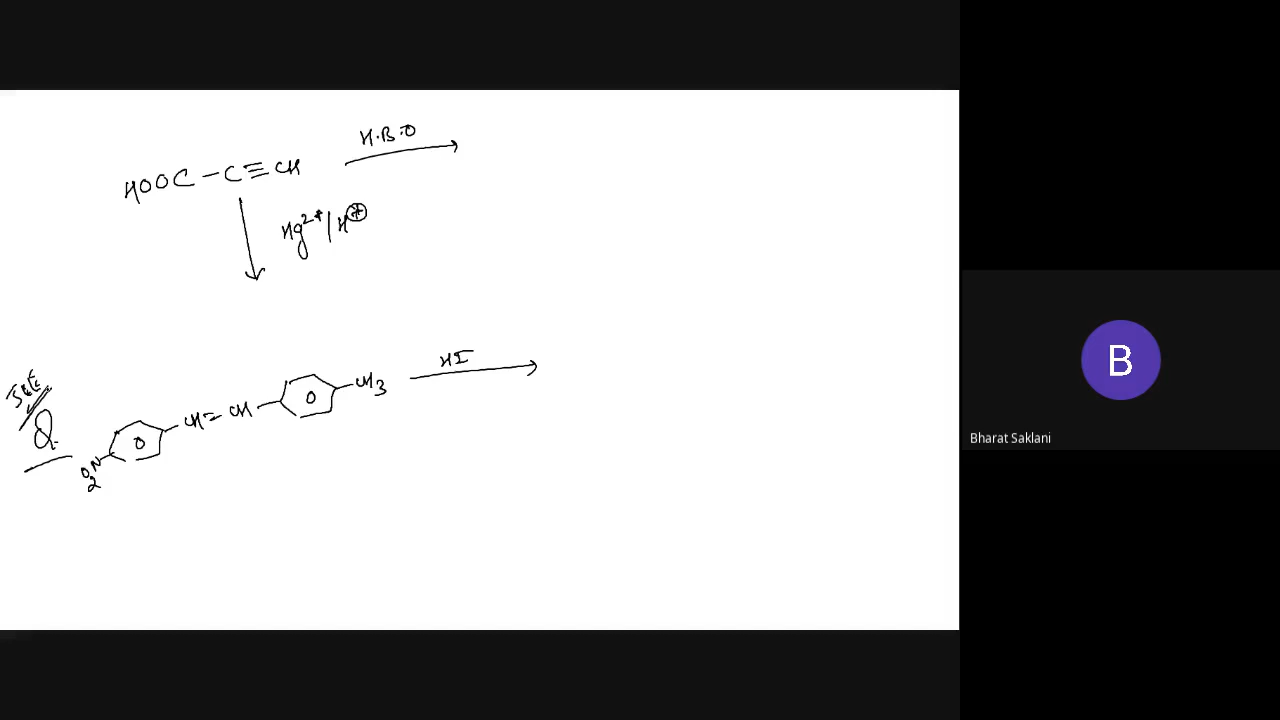 H.B.O
HOOC-C≡CH
Hg²⁺/H⊕
HI
JEE
Q.
O₂N CH=CH CH₃
Bharat Saklani
B